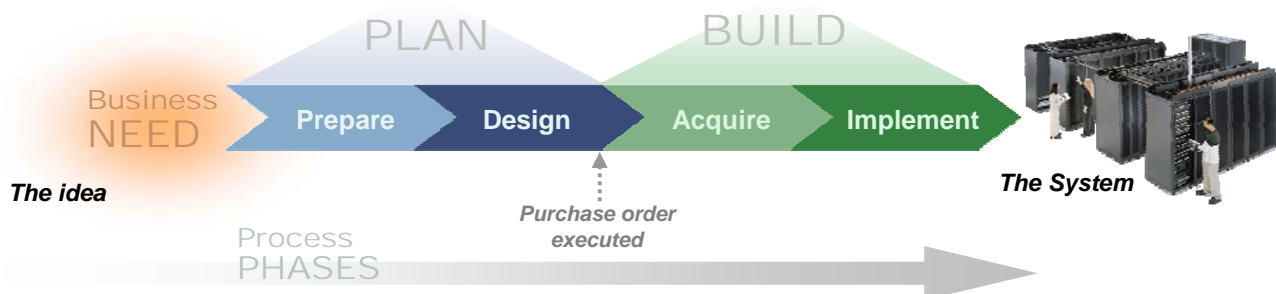 PLAN
BUILD
Business
NEED
Prepare
Design
Acquire
Implement
The idea
The System
Purchase order
executed
Process
PHASES